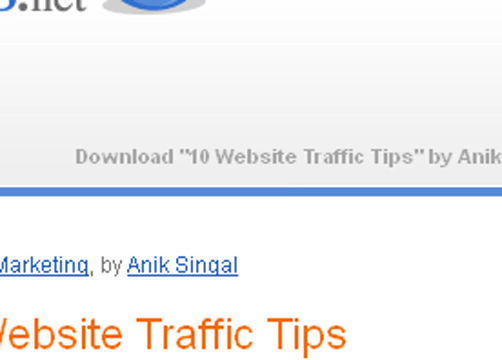 .net
Download "10 Website Traffic Tips" by Anik
Marketing, by Anik Singal
Website Traffic Tips